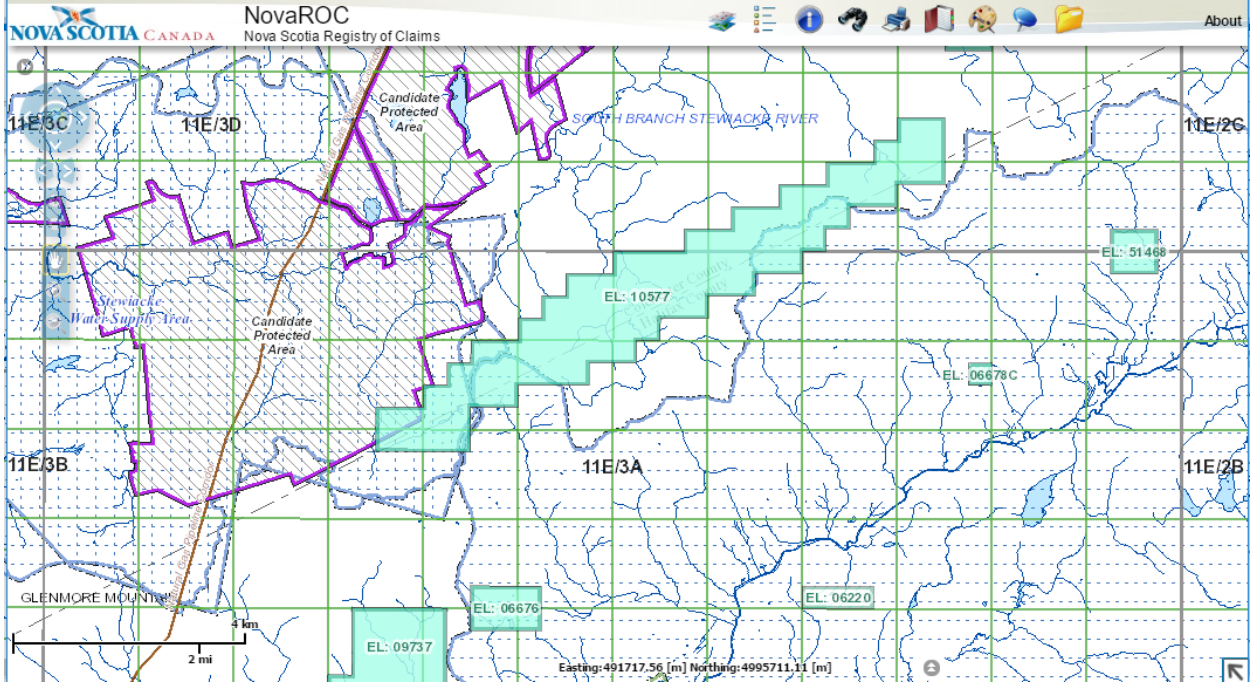 NOVA SCOTIA CANADA
NovaROC
Nova Scotia Registry of Claims
About
Candidate
Protected
Area
SOUTH BRANCH STEWIACKE RIVER
11E/3C
11E/3D
11E/2C
EL: 51468
EL: 10577
Stewiacke
Water Supply Area
Candidate
Protected
Area
EL: 06678C
11E/3B
11E/3A
11E/2B
GLENMORE MOUNTAIN
EL: 06676
EL: 06220
4 km
2 mi
EL: 09737
Easting:491717.56 [m] Northing:4995711.11 [m]